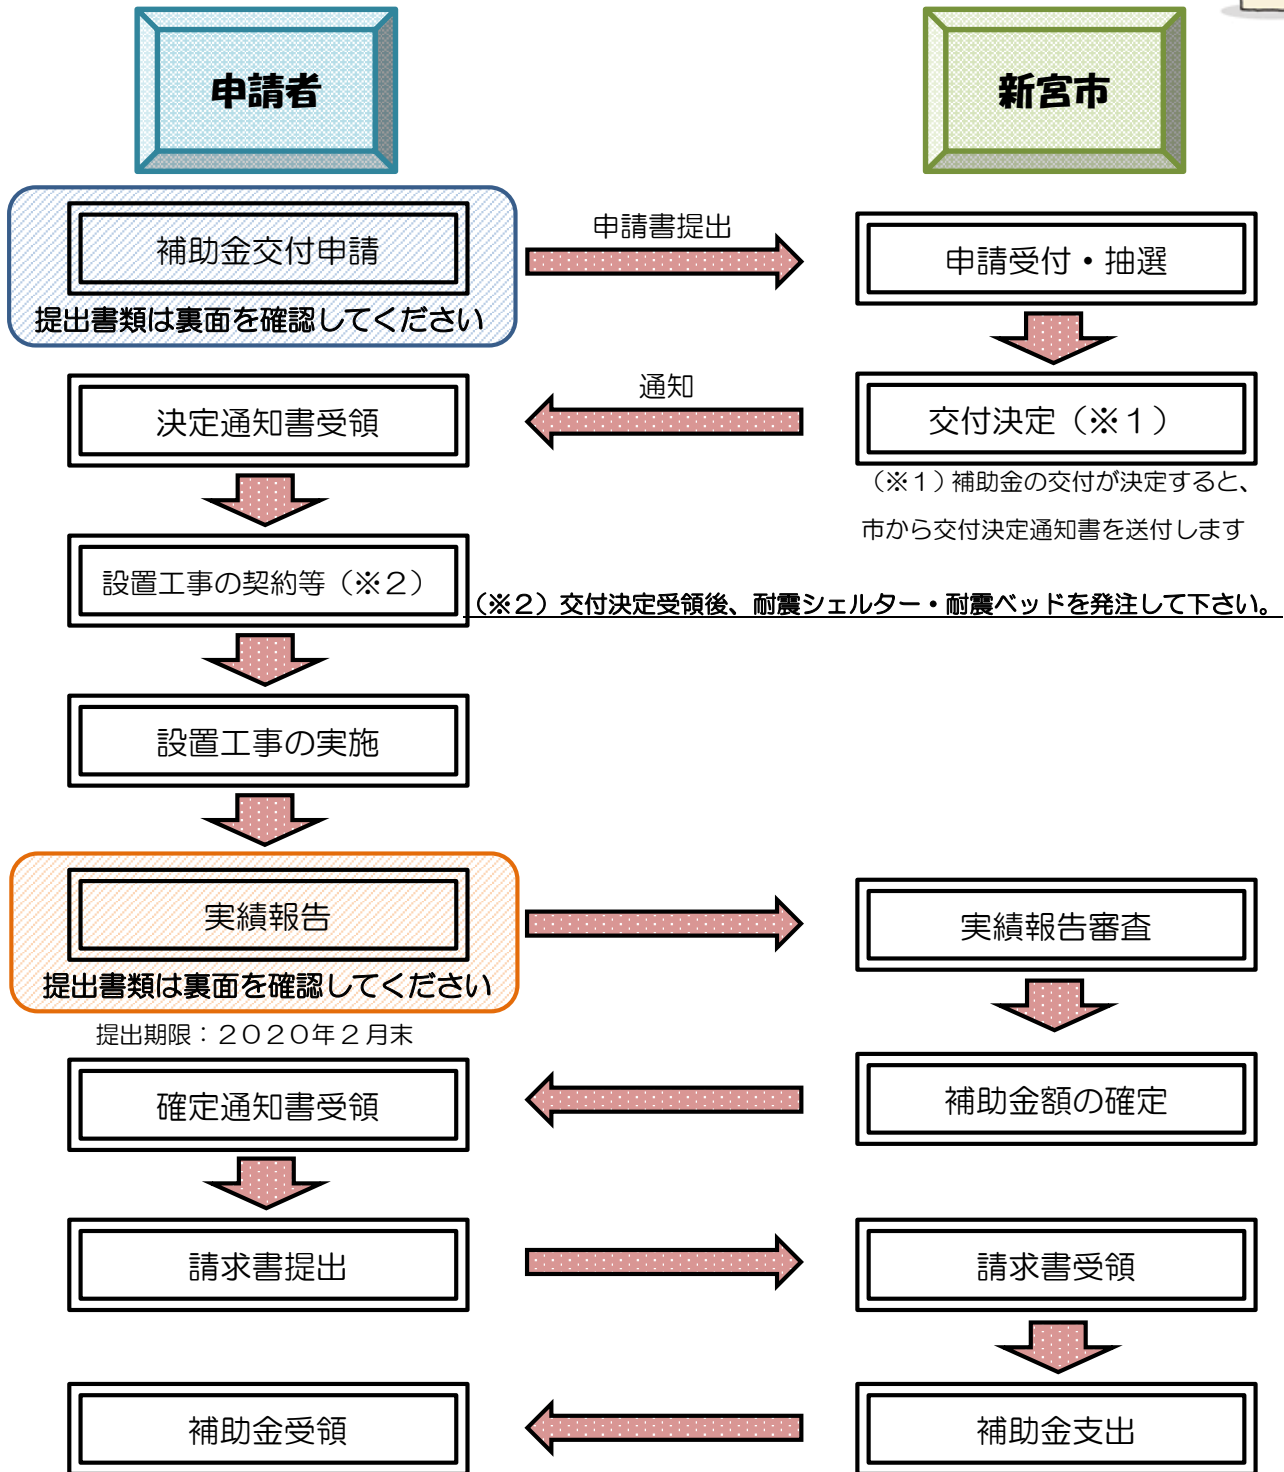 申請者
新宮市
補助金交付申請
提出書類は裏面を確認してください
申請書提出
申請受付・抽選
決定通知書受領
通知
交付決定（※１）
（※１）補助金の交付が決定すると、
市から交付決定通知書を送付します
設置工事の契約等（※２）
（※２）交付決定受領後、耐震シェルター・耐震ベッドを発注して下さい。
設置工事の実施
実績報告
提出書類は裏面を確認してください
提出期限：２０２０年２月末
実績報告審査
確定通知書受領
補助金額の確定
請求書提出
請求書受領
補助金受領
補助金支出